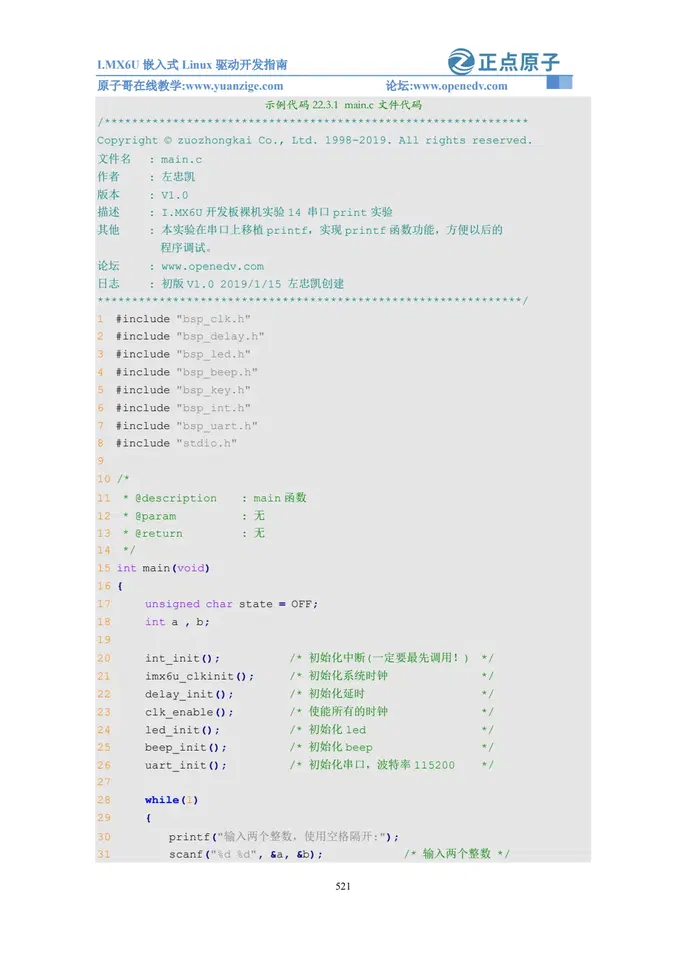 I.MX6U 嵌入式 Linux 驱动开发指南
正点原子
原子哥在线教学:www.yuanzige.com 论坛:www.openedv.com
示例代码 22.3.1 main.c 文件代码
/**************************************************************
Copyright © zuozhongkai Co., Ltd. 1998-2019. All rights reserved.
文件名 : main.c
作者 : 左忠凯
版本 : V1.0
描述 : I.MX6U 开发板裸机实验 14 串口 print 实验
其他 : 本实验在串口上移植 printf，实现 printf 函数功能，方便以后的
程序调试。
论坛 : www.openedv.com
日志 : 初版 V1.0 2019/1/15 左忠凯创建
**************************************************************/
1 #include "bsp_clk.h"
2 #include "bsp_delay.h"
3 #include "bsp_led.h"
4 #include "bsp_beep.h"
5 #include "bsp_key.h"
6 #include "bsp_int.h"
7 #include "bsp_uart.h"
8 #include "stdio.h"
9
10 /*
11 * @description : main 函数
12 * @param : 无
13 * @return : 无
14 */
15 int main(void)
16 {
17 unsigned char state = OFF;
18 int a , b;
19
20 int_init(); /* 初始化中断(一定要最先调用！) */
21 imx6u_clkinit(); /* 初始化系统时钟 */
22 delay_init(); /* 初始化延时 */
23 clk_enable(); /* 使能所有的时钟 */
24 led_init(); /* 初始化 led */
25 beep_init(); /* 初始化 beep */
26 uart_init(); /* 初始化串口，波特率 115200 */
27
28 while(1)
29 {
30 printf("输入两个整数，使用空格隔开:");
31 scanf("%d %d", &a, &b); /* 输入两个整数 */
521